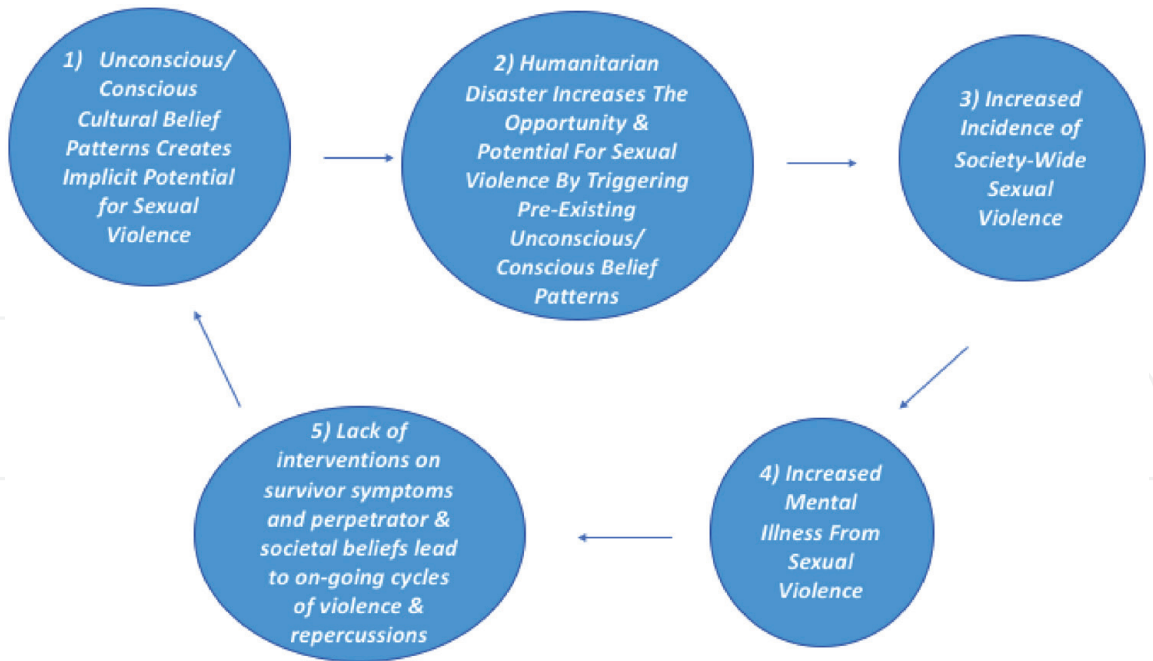 1) Unconscious/
Conscious
Cultural Belief
Patterns Creates
Implicit Potential
for Sexual
Violence
2) Humanitarian
Disaster Increases The
Opportunity &
Potential For Sexual
Violence By Triggering
Pre-Existing
Unconscious/
Conscious Belief
Patterns
3) Increased
Incidence of
Society-Wide
Sexual
Violence
4) Increased
Mental
Illness From
Sexual
Violence
5) Lack of
interventions on
survivor symptoms
and perpetrator &
societal beliefs lead
to on-going cycles
of violence &
repercussions